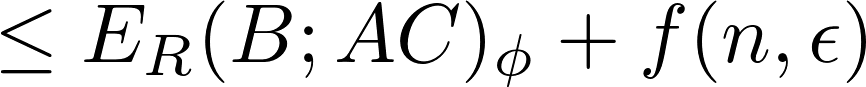 ≤ E_R(B; AC)_ϕ + f(n, ϵ)